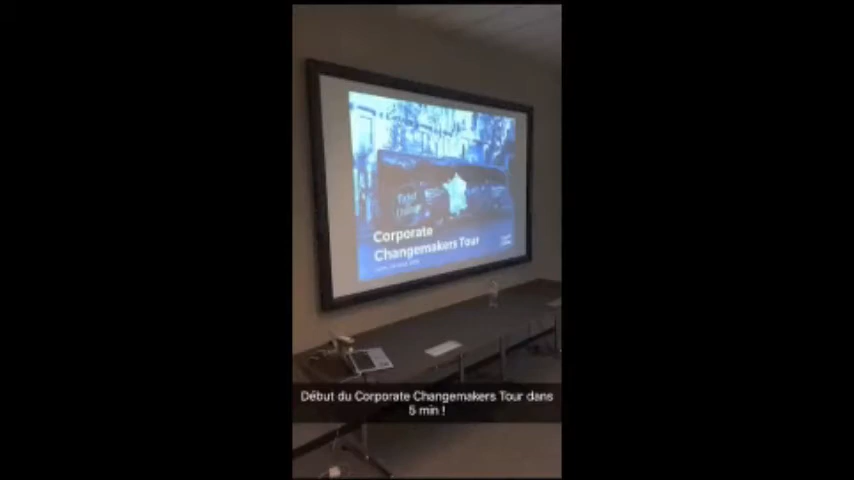 Corporate
Changemakers Tour
Début du Corporate Changemakers Tour dans
5 min !